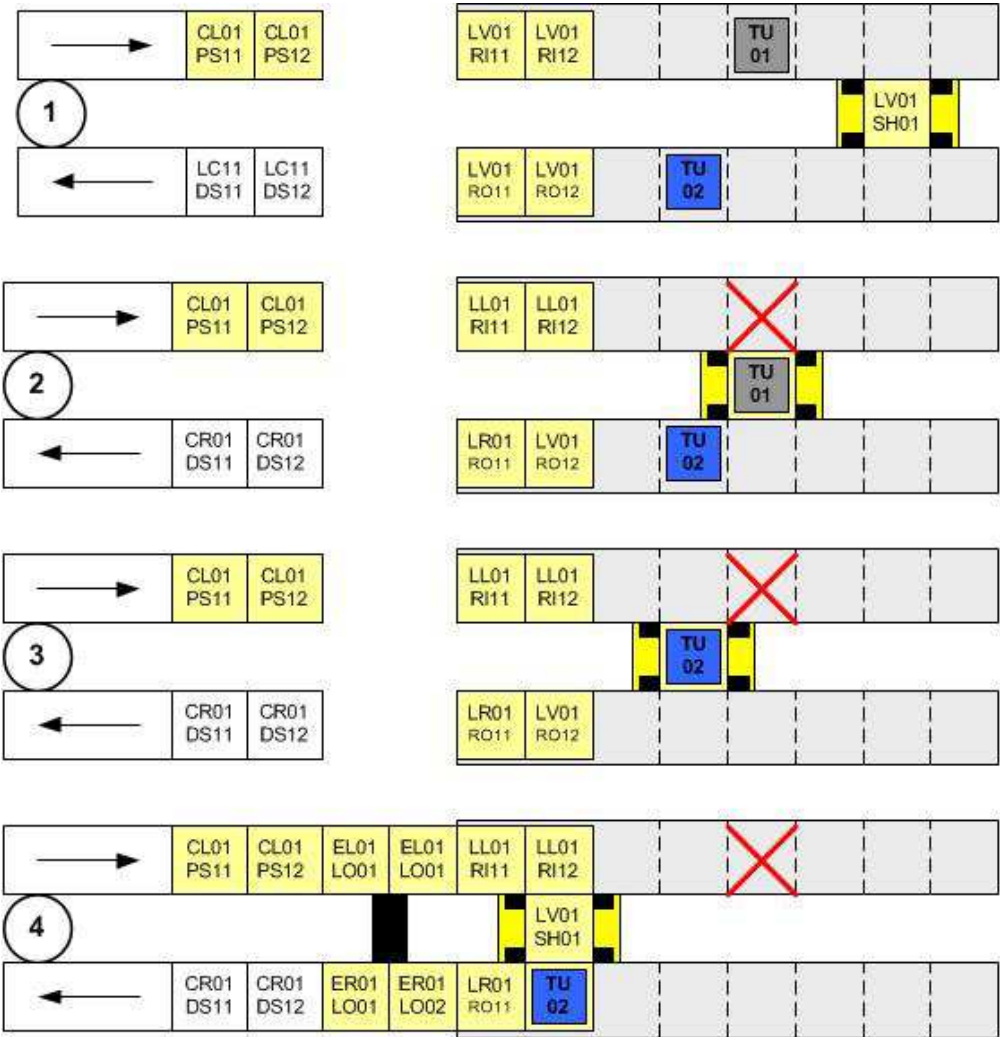 CL01 CL01 LV01 LV01 TU
PS11 PS12 RI11 RI12 01
1
LV01
SH01
LC11 LC11 LV01 LV01 TU
DS11 DS12 RO11 RO12 02
CL01 CL01 LL01 LL01
PS11 PS12 RI11 RI12
2
TU
01
CR01 CR01 LR01 LV01 TU
DS11 DS12 RO11 RO12 02
CL01 CL01 LL01 LL01
PS11 PS12 RI11 RI12
3
TU
02
CR01 CR01 LR01 LV01
DS11 DS12 RO11 RO12
CL01 CL01 EL01 EL01 LL01 LL01
PS11 PS12 LO01 LO01 RI11 RI12
4
LV01
SH01
CR01 CR01 ER01 ER01 LR01 TU
DS11 DS12 LO01 LO02 RO11 02